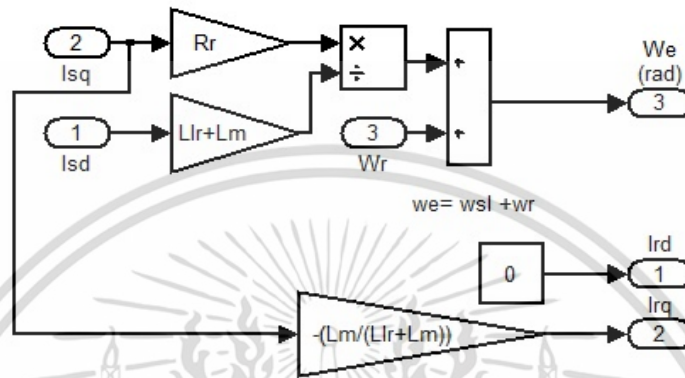 2
Isq
Rr
×
÷
+
+
We
(rad)
3
1
Isd
Llr+Lm
3
Wr
we= wsl +wr
0
Ird
1
-(Lm/(Llr+Lm))
Irq
2